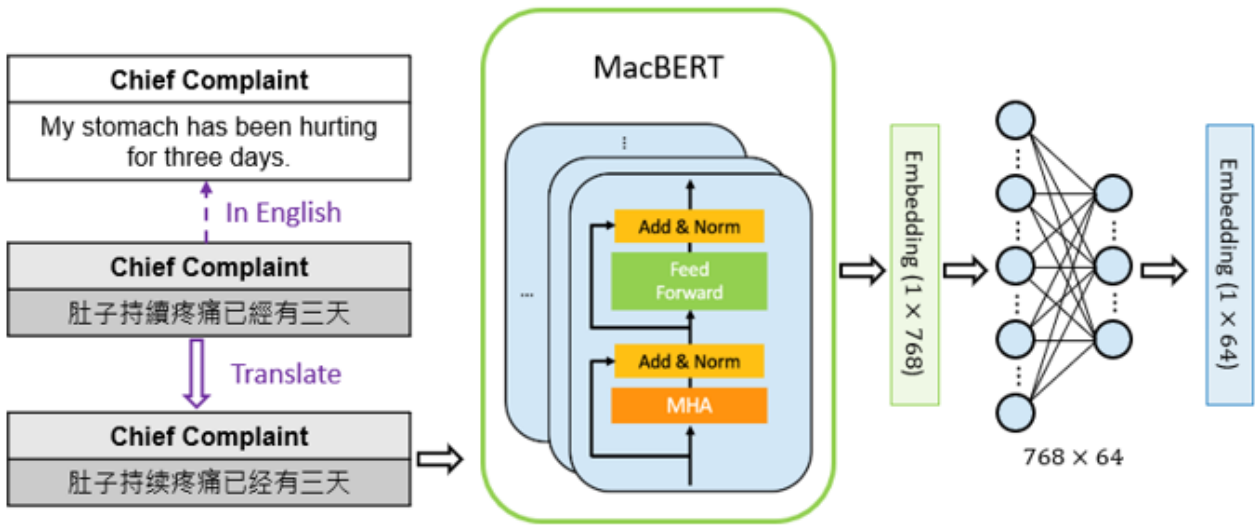 Chief Complaint
My stomach has been hurting
for three days.
In English
Chief Complaint
肚子持續疼痛已經有三天
Translate
Chief Complaint
肚子持续疼痛已经有三天
MacBERT
...
...
Add & Norm
Feed
Forward
Add & Norm
MHA
Embedding (1 × 768)
768 × 64
Embedding (1 × 64)